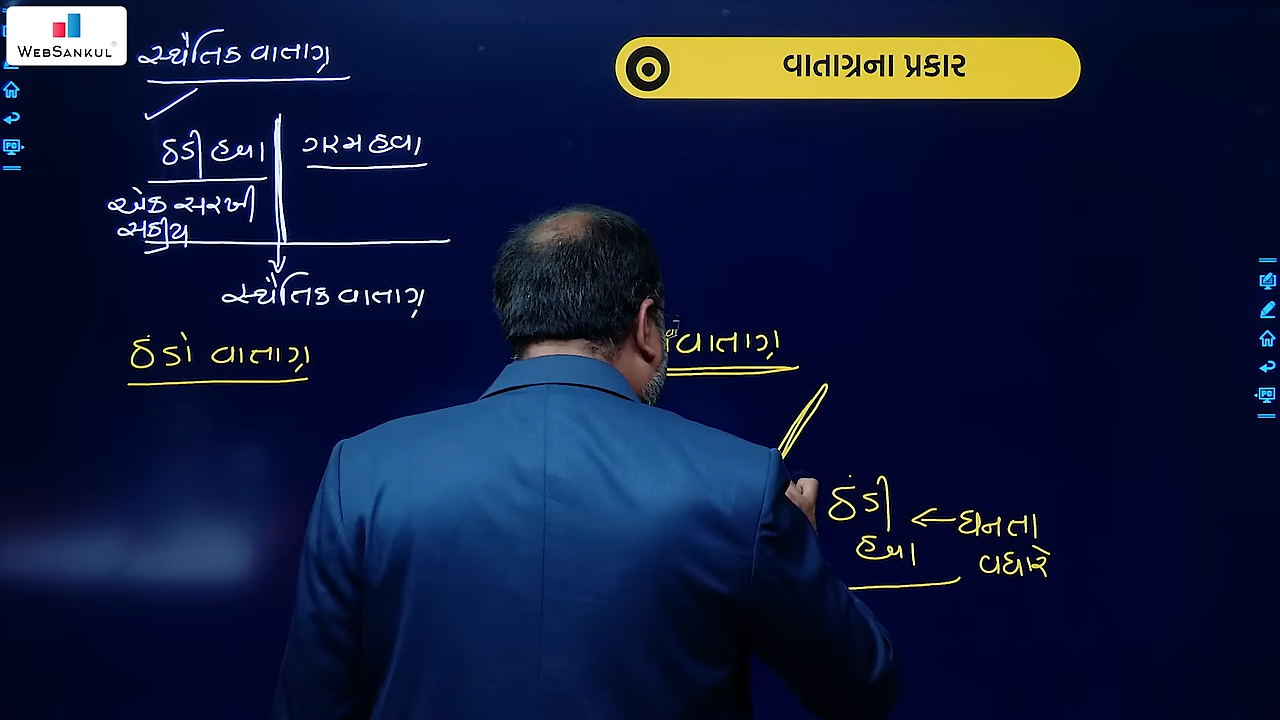 WEBSANKUL
વાતાગ્રના પ્રકાર
સ્થૈતિક વાતાગ્ર
ઠંડી હવા
ગરમ હવા
એક સરખી
સક્રીય
સ્થૈતિક વાતાગ્ર
ઠંડો વાતાગ્ર
વાતાગ્ર
ઠંડી
હવા
ઘનતા
વધારે